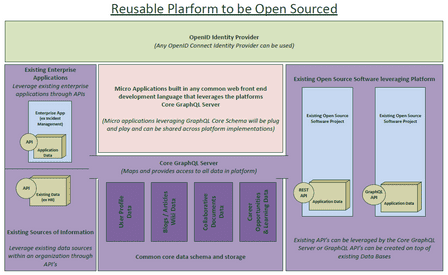 Reusable Plarform to be Open Sourced
OpenID Identity Provider
(Any OpenID Connect Identity Provider can be used)
Existing Enterprise
Applications
Leverage existing enterprise
applications through APIs
Enterprise App
(ex Incident
Management)
API
Application
Data
API
Existing Data
(ex HR)
Existing Sources of Information
Leverage existing data sources
within an organization through
API's
Micro Applications built in any common web front end
development language that leverages the platforms
Core GraphQL Server
(Micro applications leveraging GraphQL Core Schema will be plug
and play and can be shared across platform implementations)
Core GraphQL Server
(Maps and provides access to all data in platform)
User Profile
Data
Blogs / Articles
Wiki Data
Collaborative
Documents
Data
Career
Opportunities
& Learning Data
Common core data schema and storage
Existing Open Source Software leveraging Platform
Existing Open Source
Software Project
REST
API
Application Data
Existing Open Source
Software Project
GraphQL
API
Application Data
Existing API's can be leveraged by the Core GraphQL
Server or GraphQL API's can be created on top of
existing Data Bases